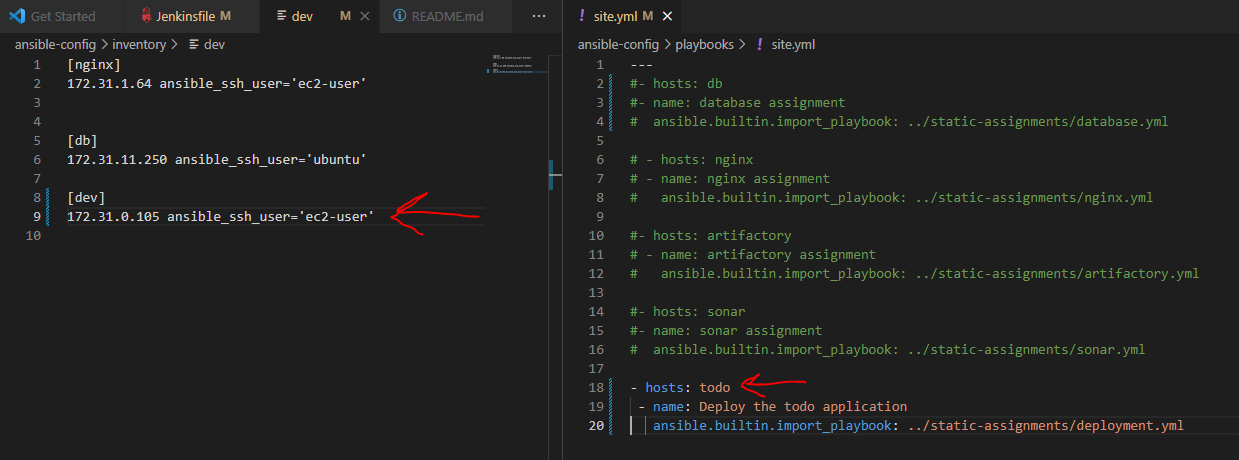 Get Started
Jenkinsfile M
dev M
README.md
ansible-config > inventory > dev
1 [nginx]
2 172.31.1.64 ansible_ssh_user='ec2-user'
3
4
5 [db]
6 172.31.11.250 ansible_ssh_user='ubuntu'
7
8 [dev]
9 172.31.0.105 ansible_ssh_user='ec2-user'
10
! site.yml M
ansible-config > playbooks > ! site.yml
1 ---
2 #- hosts: db
3 #- name: database assignment
4 #  ansible.builtin.import_playbook: ../static-assignments/database.yml
5
6 # - hosts: nginx
7 # - name: nginx assignment
8 #   ansible.builtin.import_playbook: ../static-assignments/nginx.yml
9
10 #- hosts: artifactory
11 # - name: artifactory assignment
12 #   ansible.builtin.import_playbook: ../static-assignments/artifactory.yml
13
14 #- hosts: sonar
15 #- name: sonar assignment
16 #  ansible.builtin.import_playbook: ../static-assignments/sonar.yml
17
18 - hosts: todo
19  - name: Deploy the todo application
20    ansible.builtin.import_playbook: ../static-assignments/deployment.yml